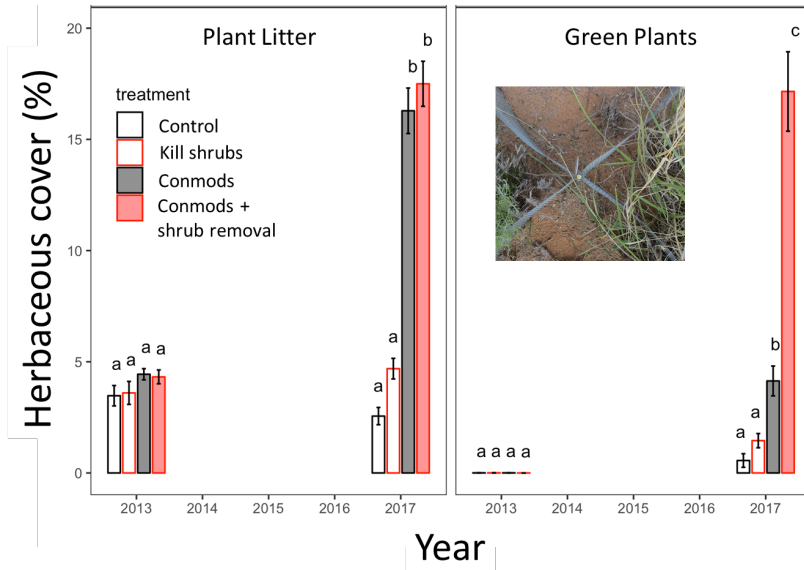 Herbaceous cover (%)
20
15
10
5
0
Plant Litter
treatment
Control
Kill shrubs
Conmods
Conmods +
shrub removal
a a a a
a a b b
2013 2014 2015 2016 2017
Green Plants
a a a a
a a b c
2013 2014 2015 2016 2017
Year